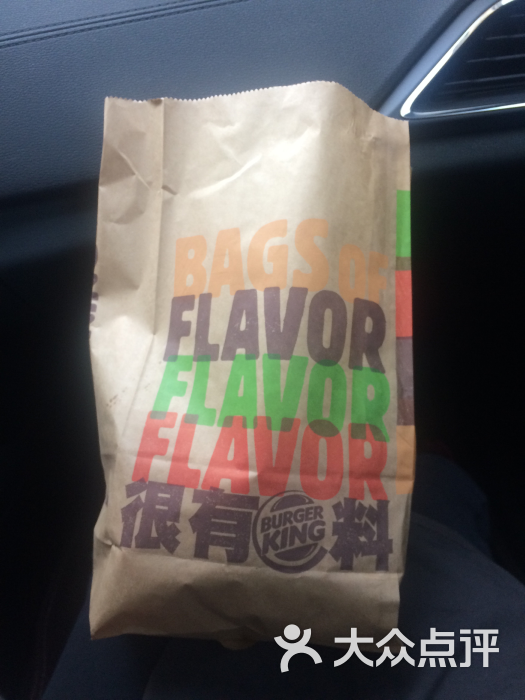 BAGS OF
FLAVOR
FLAVOR
FLAVOR
很有 BURGER KING 料
大众点评